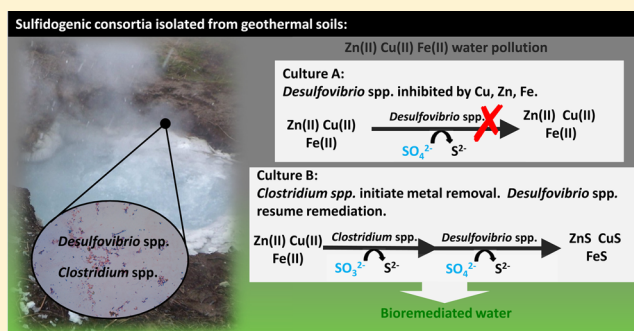 Sulfidogenic consortia isolated from geothermal soils:
Zn(II) Cu(II) Fe(II) water pollution
Culture A:
Desulfovibrio spp. inhibited by Cu, Zn, Fe.
Zn(II) Cu(II)
Fe(II)
Desulfovibrio spp.
X
SO₄²⁻ S²⁻
Zn(II) Cu(II)
Fe(II)
Culture B:
Clostridium spp. initiate metal removal. Desulfovibrio spp.
resume remediation.
Zn(II) Cu(II)
Fe(II)
Clostridium spp.
SO₃²⁻ S²⁻
Desulfovibrio spp.
SO₄²⁻ S²⁻
ZnS CuS
FeS
Bioremediated water
Desulfovibrio spp.
Clostridium spp.